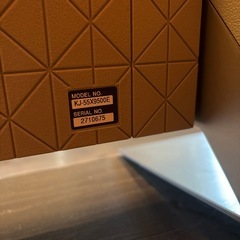 MODEL NO.
KJ-55X9500E
SERIAL NO.
2710675